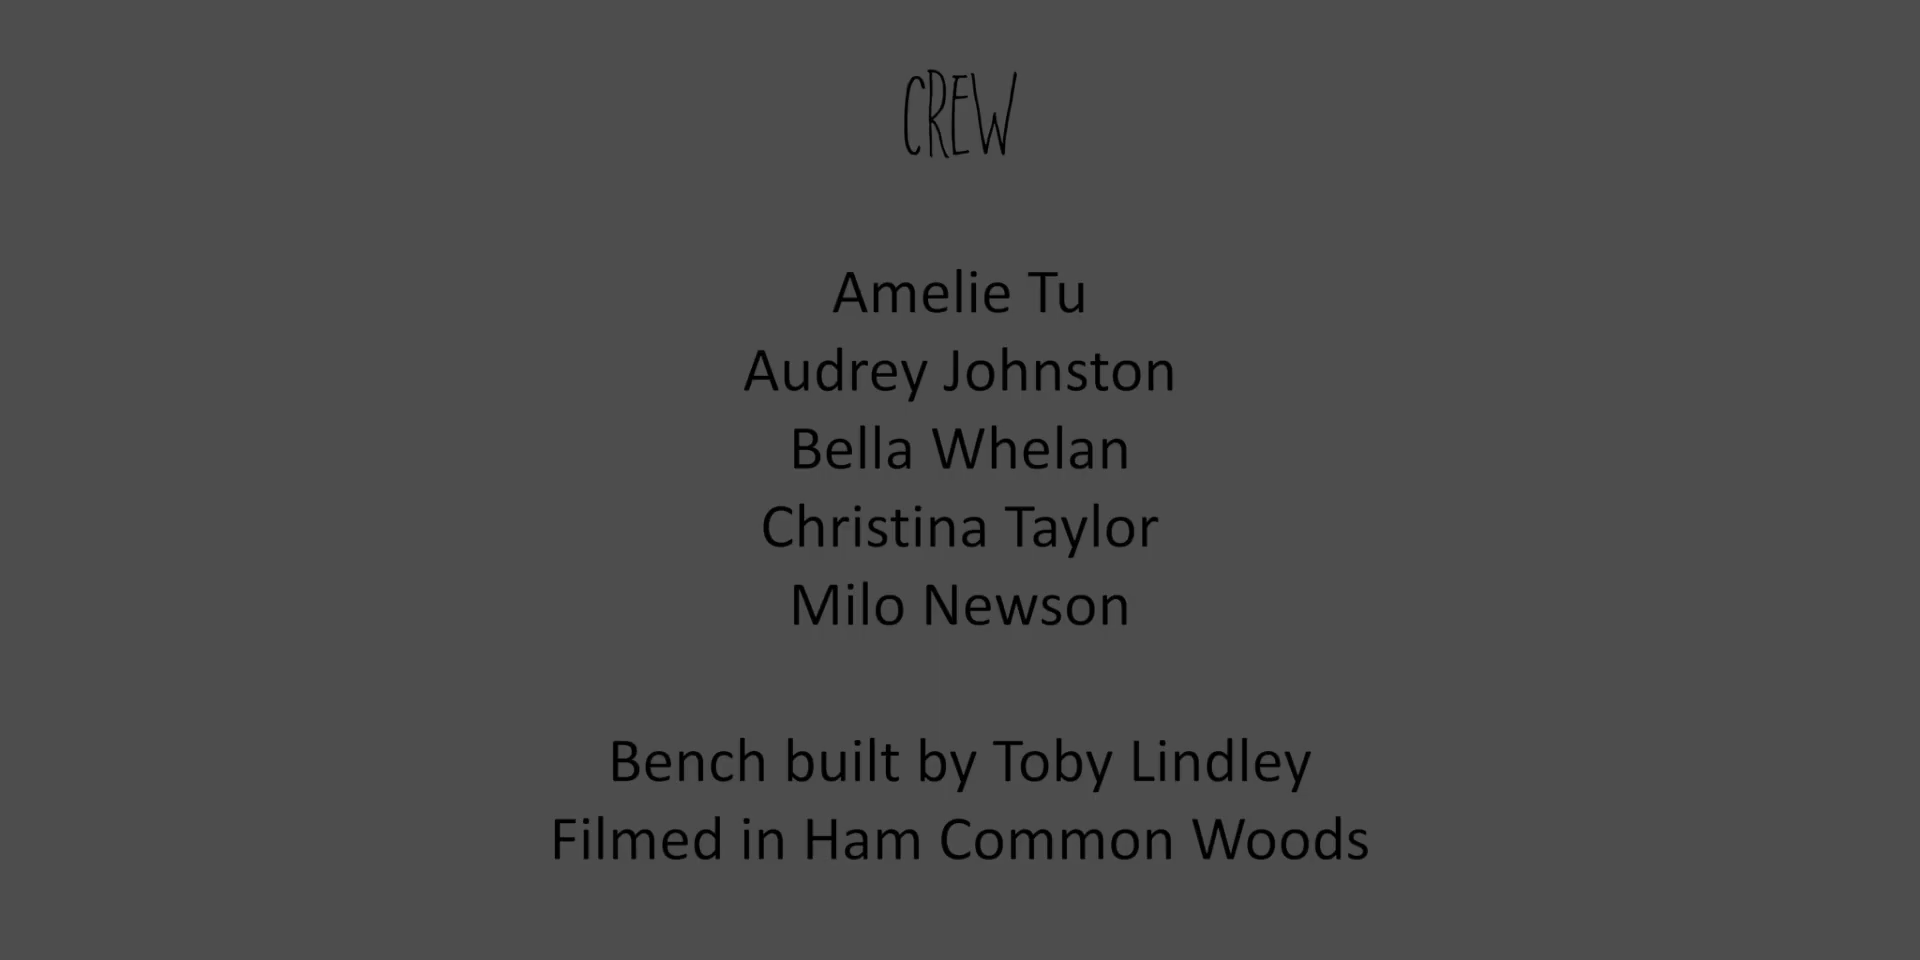 CREW
Amelie Tu
Audrey Johnston
Bella Whelan
Christina Taylor
Milo Newson
Bench built by Toby Lindley
Filmed in Ham Common Woods